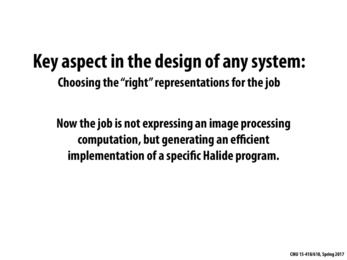 Key aspect in the design of any system:
Choosing the “right” representations for the job
Now the job is not expressing an image processing
computation, but generating an efficient
implementation of a specific Halide program.
CMU 15-418/618, Spring 2017